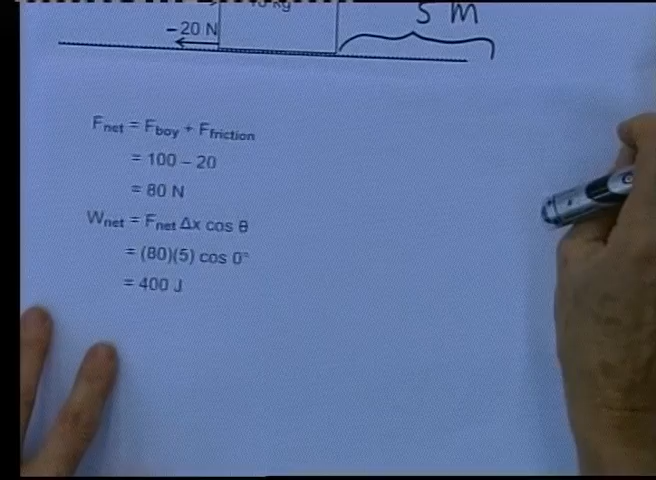 5 m
−20 N
Fnet = Fboy + Ffriction
= 100 − 20
= 80 N
Wnet = Fnet Δx cos θ
= (80)(5) cos 0°
= 400 J